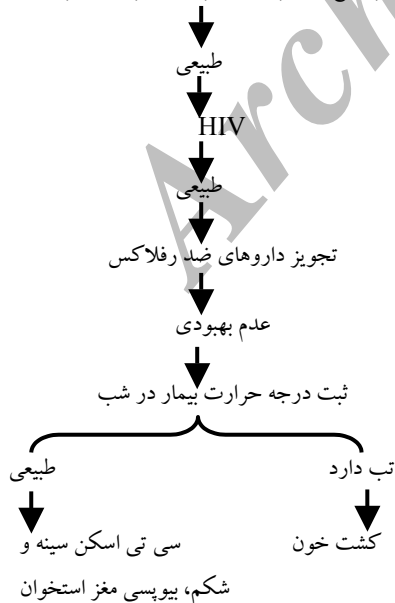 طبیعی
HIV
طبیعی
تجویز داروهای ضد رفلاکس
عدم بهبودی
ثبت درجه حرارت بیمار در شب
تب دارد
طبیعی
کشت خون
سی تی اسکن سینه و
شکم، بیوپسی مغز استخوان